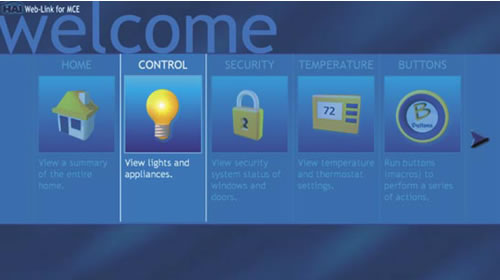 HAI Web-Link for MCE
welcome
HOME
CONTROL
SECURITY
TEMPERATURE
BUTTONS
72
B
Buttons
View a summary
of the entire
home.
View lights and
appliances.
View security
system status of
windows and
doors.
View temperature
and thermostat
settings.
Run buttons
(macros) to
perform a series
of actions.